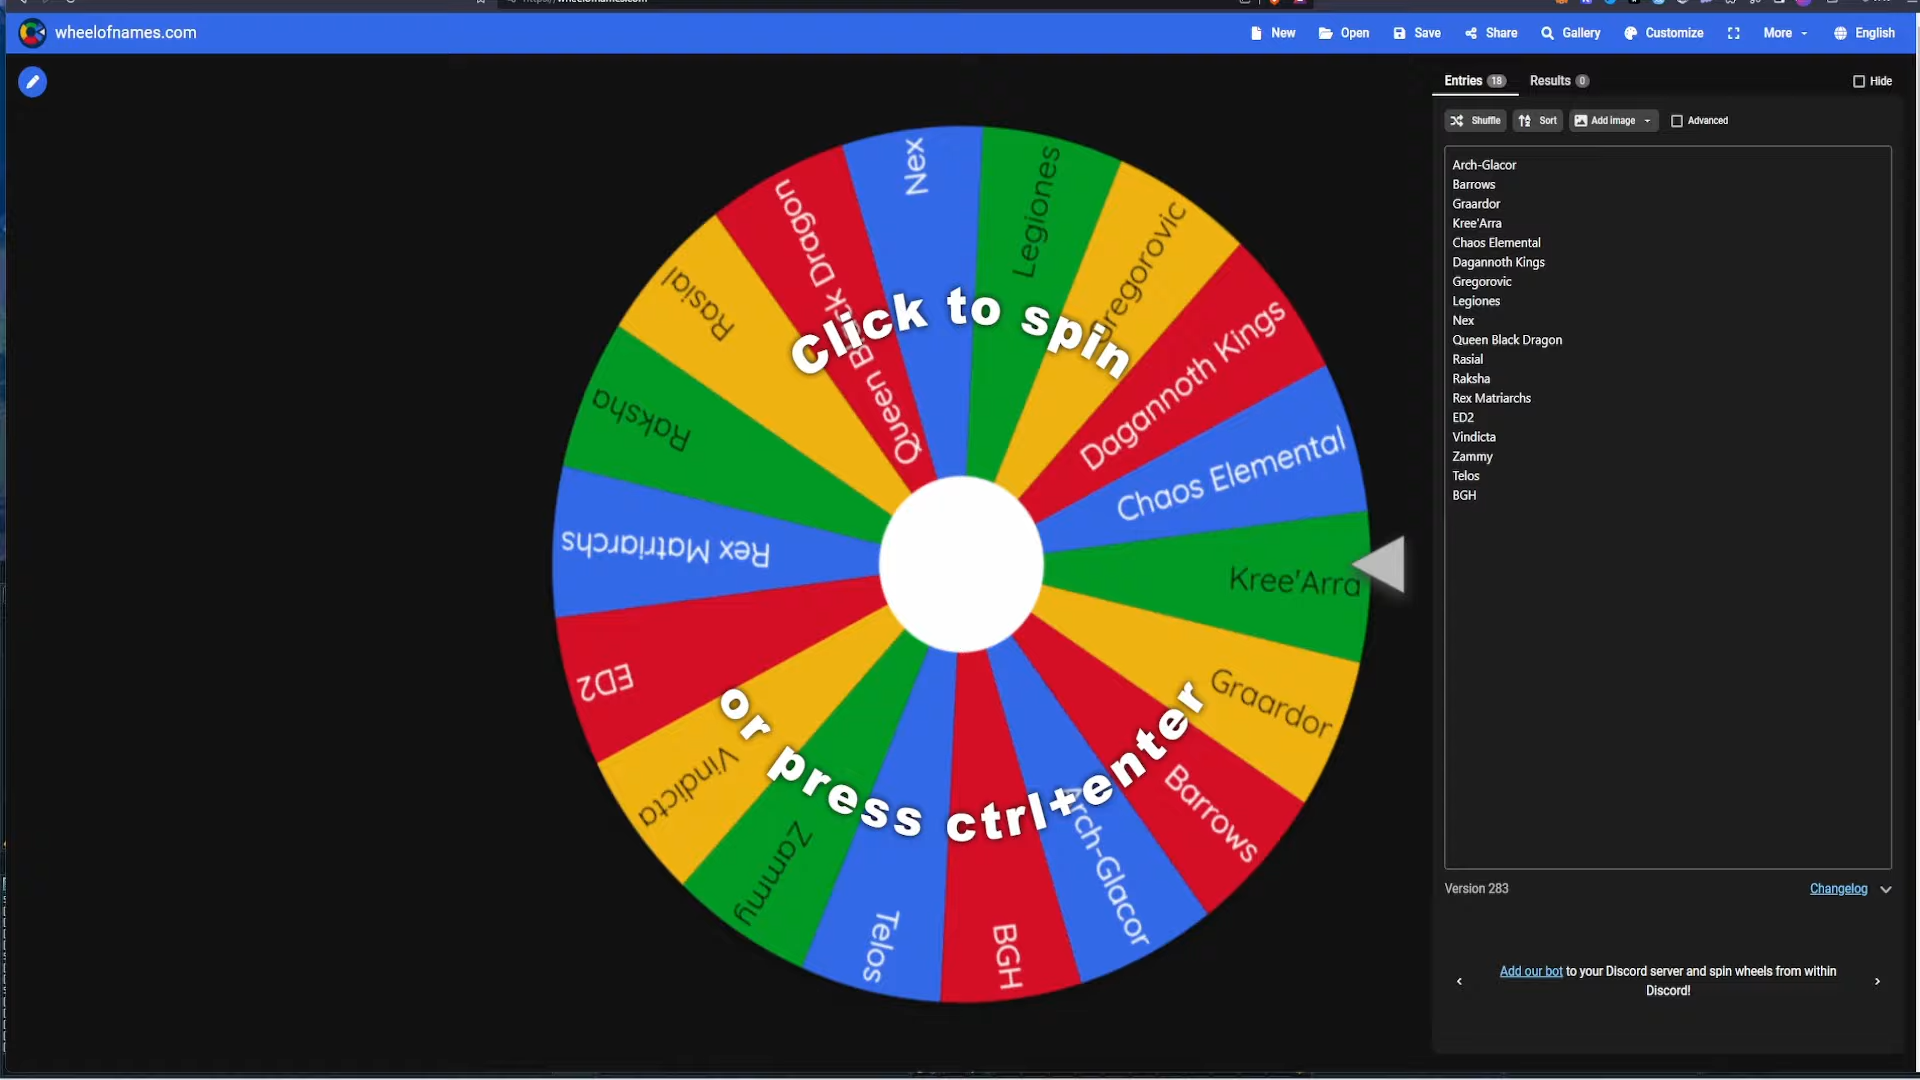 wheelofnames.com
New
Open
Save
Share
Gallery
Customize
More
English
Entries 18
Results 0
Hide
Shuffle
Sort
Add image
Advanced
Arch-Glacor
Barrows
Graardor
Kree'Arra
Chaos Elemental
Dagannoth Kings
Gregorovic
Legiones
Nex
Queen Black Dragon
Rasial
Raksha
Rex Matriarchs
ED2
Vindicta
Zammy
Telos
BGH
Nex
Legiones
Gregorovic
Dagannoth Kings
Chaos Elemental
Kree'Arra
Graardor
Barrows
Arch-Glacor
BGH
Telos
Zammy
Vindicta
ED2
Rex Matriarchs
Raksha
Rasial
Queen Black Dragon
Click to spin
or press ctrl+enter
Version 283
Changelog
Add our bot to your Discord server and spin wheels from within
Discord!